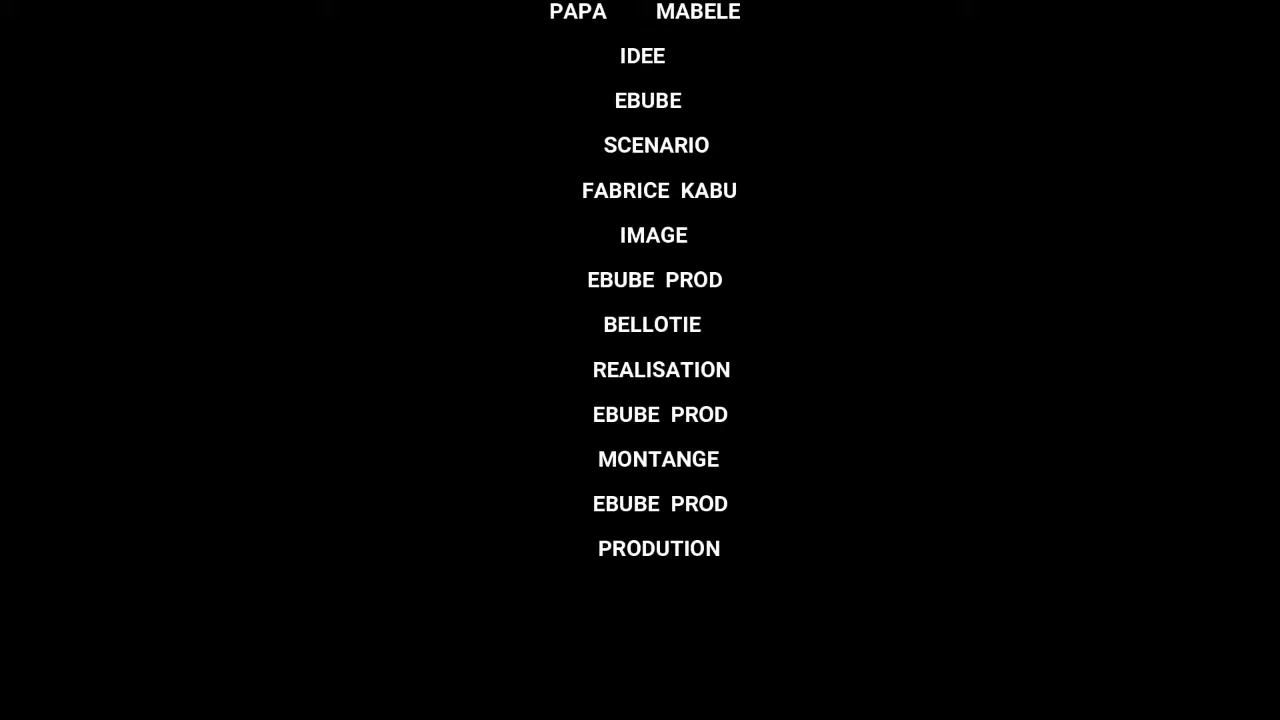 PAPA MABELE
IDEE
EBUBE
SCENARIO
FABRICE KABU
IMAGE
EBUBE PROD
BELLOTIE
REALISATION
EBUBE PROD
MONTANGE
EBUBE PROD
PRODUTION